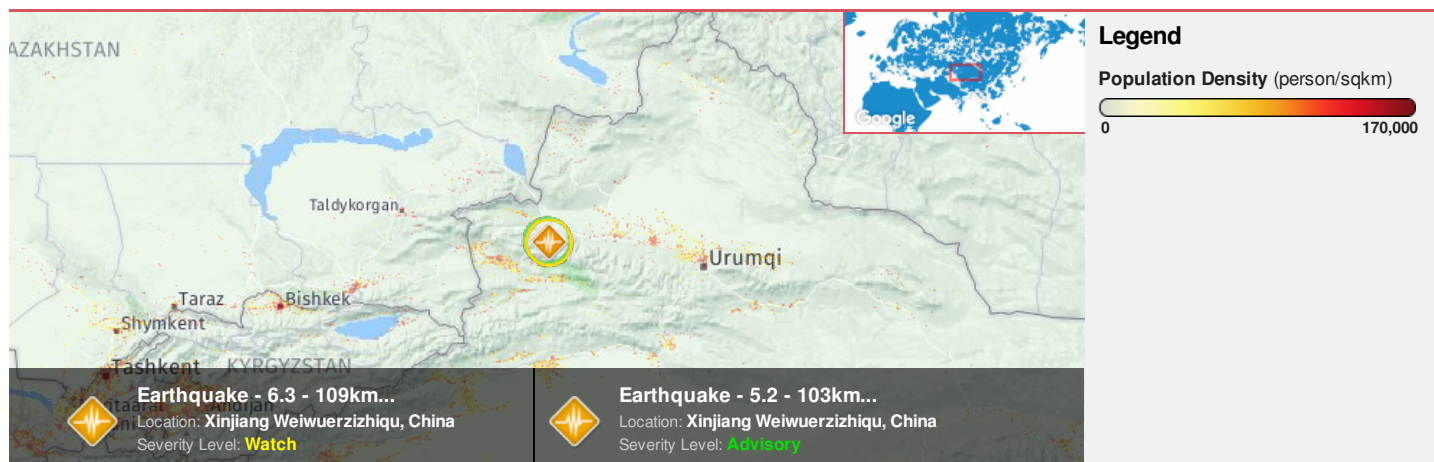 AZAKHSTAN
Google
Taldykorgan
Urumqi
Taraz
Bishkek
Shymkent
Tashkent
KYRGYZSTAN
Andijan
Earthquake - 6.3 - 109km...
Location: Xinjiang Weiwuerzizhiqu, China
Severity Level: Watch
Earthquake - 5.2 - 103km...
Location: Xinjiang Weiwuerzizhiqu, China
Severity Level: Advisory
Legend
Population Density (person/sqkm)
0
170,000